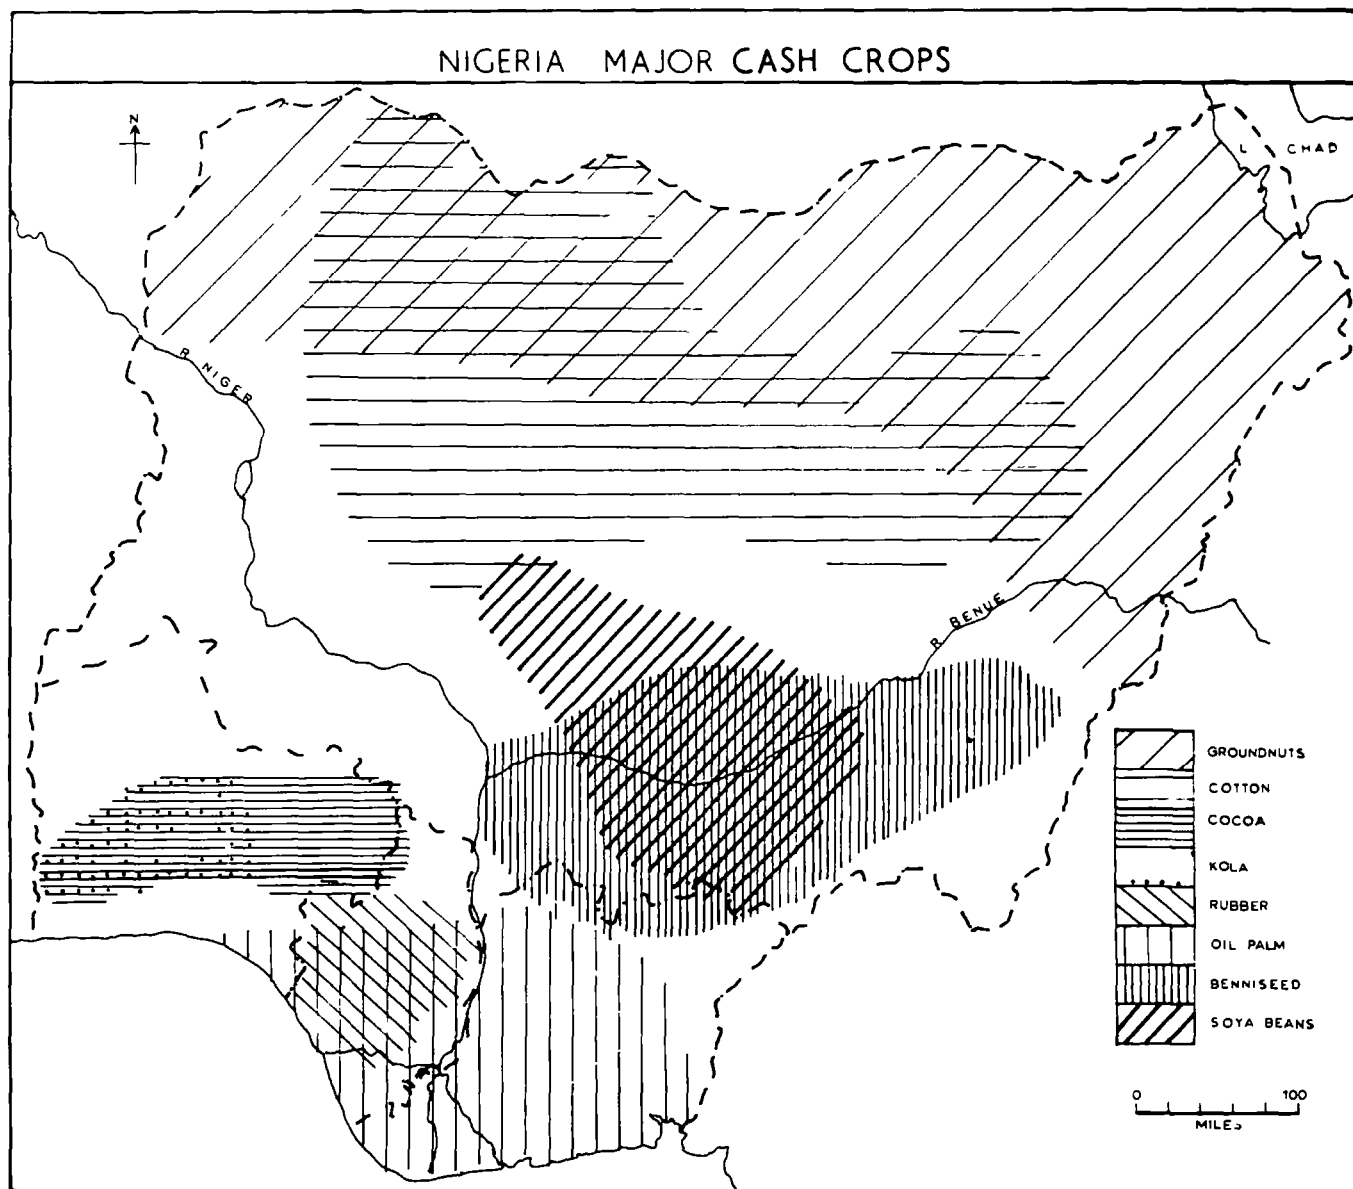 NIGERIA MAJOR CASH CROPS
N
L CHAD
R. NIGER
R. BENUE
GROUNDNUTS
COTTON
COCOA
KOLA
RUBBER
OIL PALM
BENNISEED
SOYA BEANS
0 100
MILES